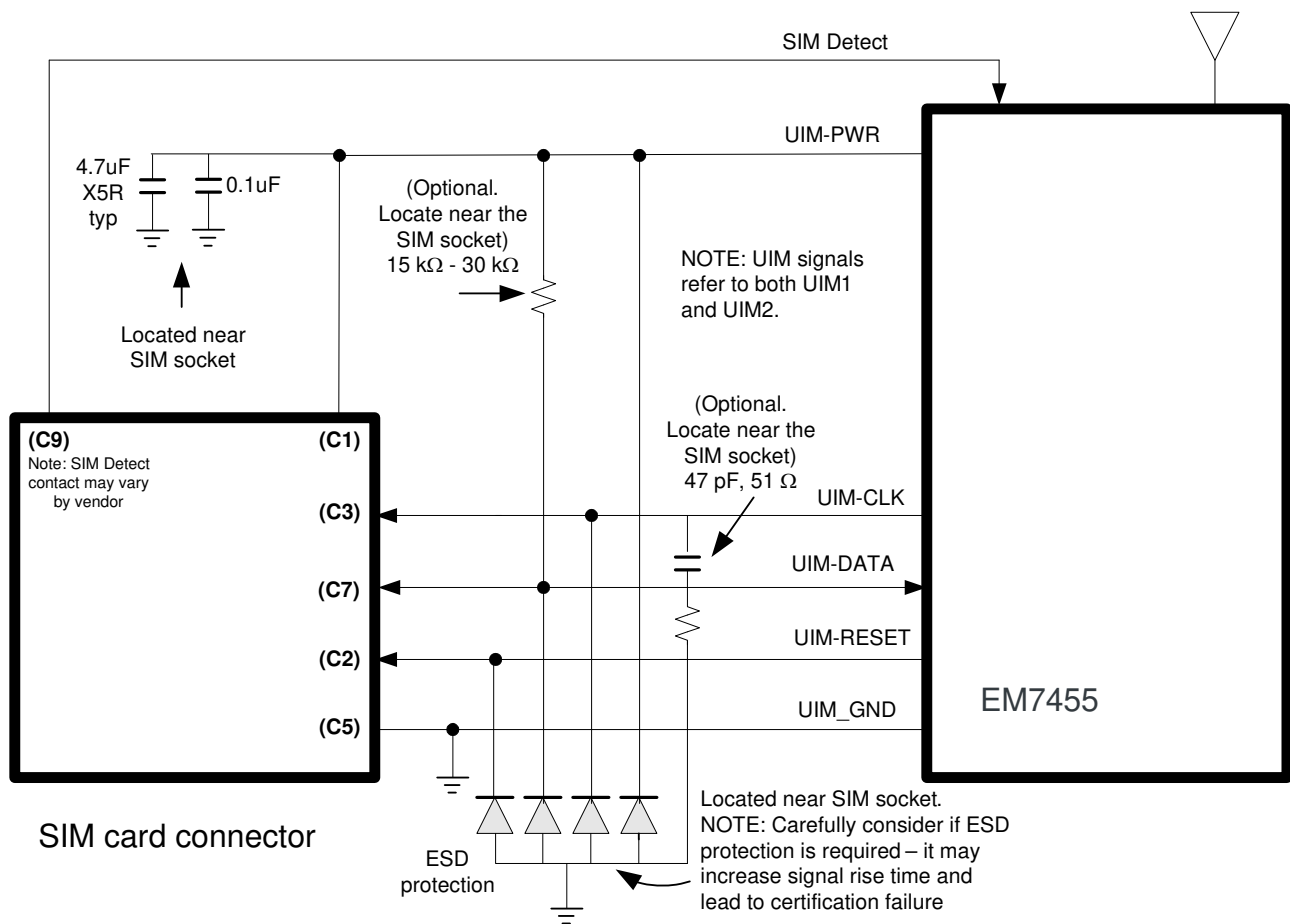 SIM Detect
UIM-PWR
4.7uF
X5R
typ
0.1uF
(Optional.
Locate near the
SIM socket)
15 kΩ - 30 kΩ
NOTE: UIM signals
refer to both UIM1
and UIM2.
Located near
SIM socket
(Optional.
Locate near the
SIM socket)
47 pF, 51 Ω
(C9)
Note: SIM Detect
contact may vary
by vendor
(C1)
(C3)
UIM-CLK
(C7)
UIM-DATA
(C2)
UIM-RESET
(C5)
UIM_GND
EM7455
SIM card connector
ESD
protection
Located near SIM socket.
NOTE: Carefully consider if ESD
protection is required – it may
increase signal rise time and
lead to certification failure